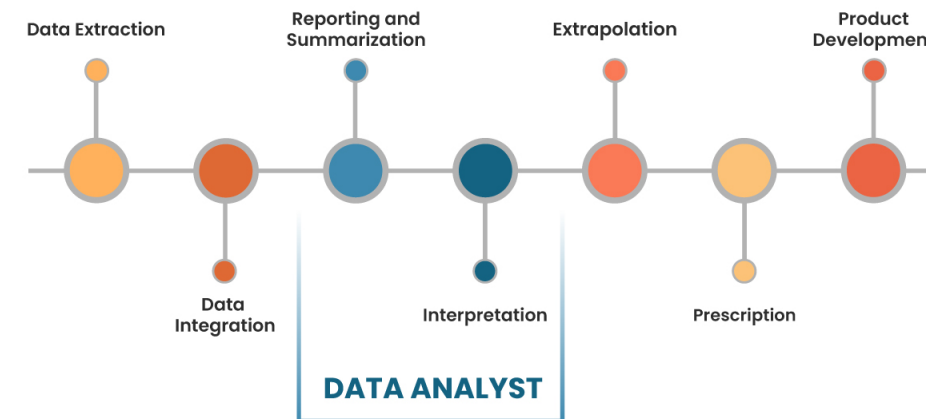 Data Extraction
Reporting and
Summarization
Extrapolation
Product
Developmen
Data
Integration
Interpretation
Prescription
DATA ANALYST